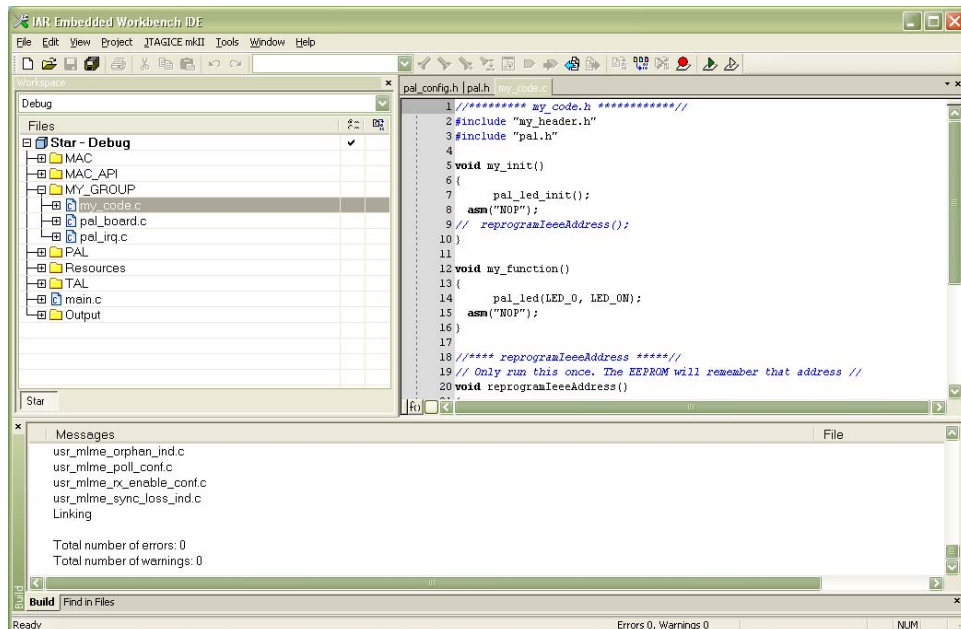 IAR Embedded Workbench IDE
File Edit View Project JTAGICE mkII Tools Window Help
Workspace
Debug
Files
Star - Debug
MAC
MAC_API
MY_GROUP
my_code.c
pal_board.c
pal_irq.c
PAL
Resources
TAL
main.c
Output
Star
pal_config.h | pal.h my_code.c
1 //********* my_code.h ************//
2 #include "my_header.h"
3 #include "pal.h"
4
5 void my_init()
6 {
7 pal_led_init();
8 asm("NOP");
9 // reprogramIeeeAddress();
10 }
11
12 void my_function()
13 {
14 pal_led(LED_0, LED_ON);
15 asm("NOP");
16 }
17
18 //**** reprogramIeeeAddress *****//
19 // Only run this once. The EEPROM will remember that address //
20 void reprogramIeeeAddress()
f()
Messages File
usr_mlme_orphan_ind.c
usr_mlme_poll_conf.c
usr_mlme_rx_enable_conf.c
usr_mlme_sync_loss_ind.c
Linking
Total number of errors: 0
Total number of warnings: 0
Build
Build Find in Files
Ready Errors 0, Warnings 0 NUM